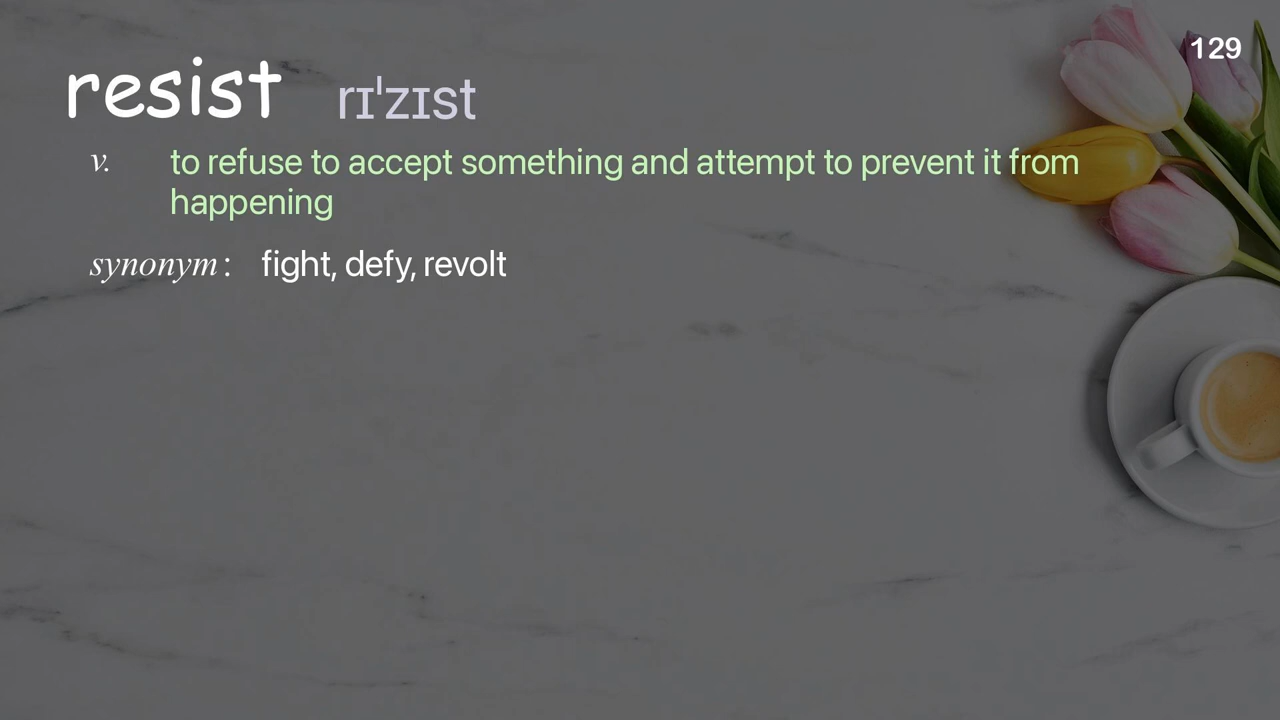 129
resist rɪˈzɪst
v. to refuse to accept something and attempt to prevent it from
happening
synonym : fight, defy, revolt